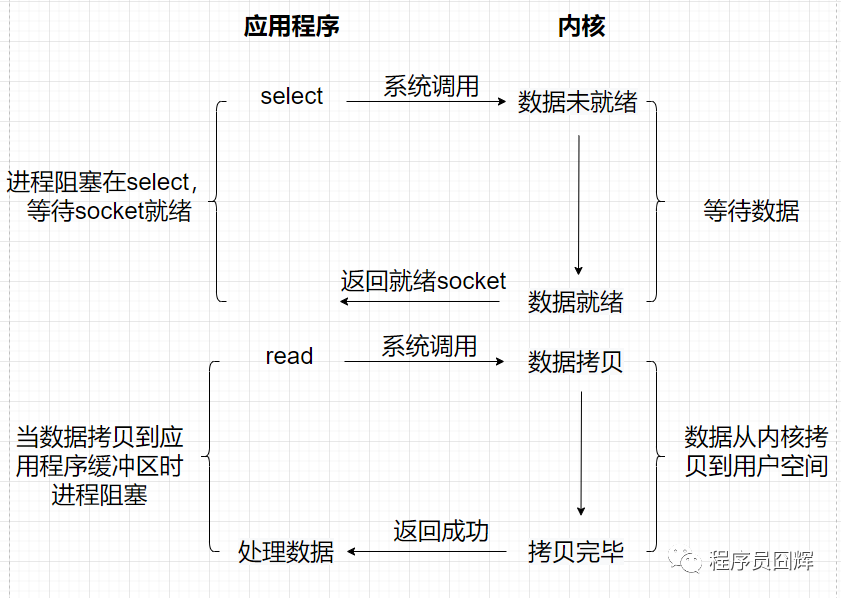 应用程序
内核
select
系统调用
数据未就绪
进程阻塞在select，
等待socket就绪
等待数据
返回就绪socket
数据就绪
read
系统调用
数据拷贝
当数据拷贝到应
用程序缓冲区时
进程阻塞
数据从内核拷
贝到用户空间
处理数据
返回成功
拷贝完毕
程序员囧辉